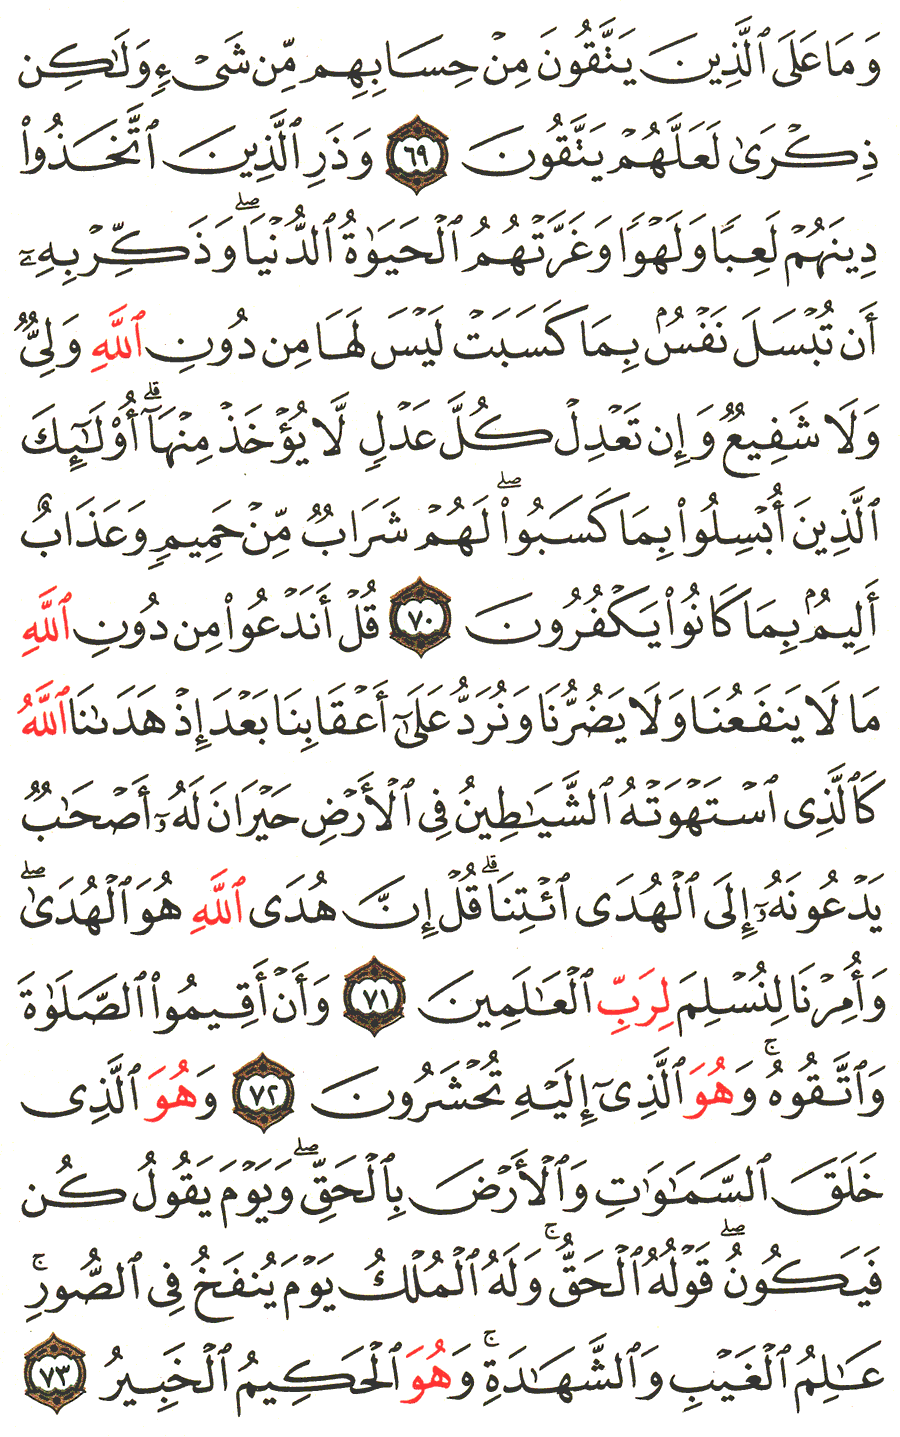 وَمَا عَلَى ٱلَّذِينَ يَتَّقُونَ مِنْ حِسَابِهِم مِّن شَىْءٍ وَلَٰكِن
ذِكْرَىٰ لَعَلَّهُمْ يَتَّقُونَ ٦٩ وَذَرِ ٱلَّذِينَ ٱتَّخَذُوا۟
دِينَهُمْ لَعِبًا وَلَهْوًا وَغَرَّتْهُمُ ٱلْحَيَوٰةُ ٱلدُّنْيَا ۖ وَذَكِّرْ بِهِۦٓ
أَن تُبْسَلَ نَفْسٌۢ بِمَا كَسَبَتْ لَيْسَ لَهَا مِن دُونِ ٱللَّهِ وَلِىٌّ
وَلَا شَفِيعٌ وَإِن تَعْدِلْ كُلَّ عَدْلٍ لَّا يُؤْخَذْ مِنْهَآ ۗ أُو۟لَٰٓئِكَ
ٱلَّذِينَ أُبْسِلُوا۟ بِمَا كَسَبُوا۟ ۖ لَهُمْ شَرَابٌ مِّنْ حَمِيمٍ وَعَذَابٌ
أَلِيمٌۢ بِمَا كَانُوا۟ يَكْفُرُونَ ٧٠ قُلْ أَنَدْعُوا۟ مِن دُونِ ٱللَّهِ
مَا لَا يَنفَعُنَا وَلَا يَضُرُّنَا وَنُرَدُّ عَلَىٰٓ أَعْقَابِنَا بَعْدَ إِذْ هَدَىٰنَا ٱللَّهُ
كَٱلَّذِى ٱسْتَهْوَتْهُ ٱلشَّيَٰطِينُ فِى ٱلْأَرْضِ حَيْرَانَ لَهُۥٓ أَصْحَٰبٌ
يَدْعُونَهُۥٓ إِلَى ٱلْهُدَى ٱئْتِنَا ۗ قُلْ إِنَّ هُدَى ٱللَّهِ هُوَ ٱلْهُدَىٰ ۖ
وَأُمِرْنَا لِنُسْلِمَ لِرَبِّ ٱلْعَٰلَمِينَ ٧١ وَأَنْ أَقِيمُوا۟ ٱلصَّلَوٰةَ
وَٱتَّقُوهُ ۚ وَهُوَ ٱلَّذِىٓ إِلَيْهِ تُحْشَرُونَ ٧٢ وَهُوَ ٱلَّذِى
خَلَقَ ٱلسَّمَٰوَٰتِ وَٱلْأَرْضَ بِٱلْحَقِّ ۖ وَيَوْمَ يَقُولُ كُن
فَيَكُونُ ۖ قَوْلُهُ ٱلْحَقُّ ۚ وَلَهُ ٱلْمُلْكُ يَوْمَ يُنفَخُ فِى ٱلصُّورِ ۚ
عَٰلِمُ ٱلْغَيْبِ وَٱلشَّهَٰدَةِ ۚ وَهُوَ ٱلْحَكِيمُ ٱلْخَبِيرُ ٧٣